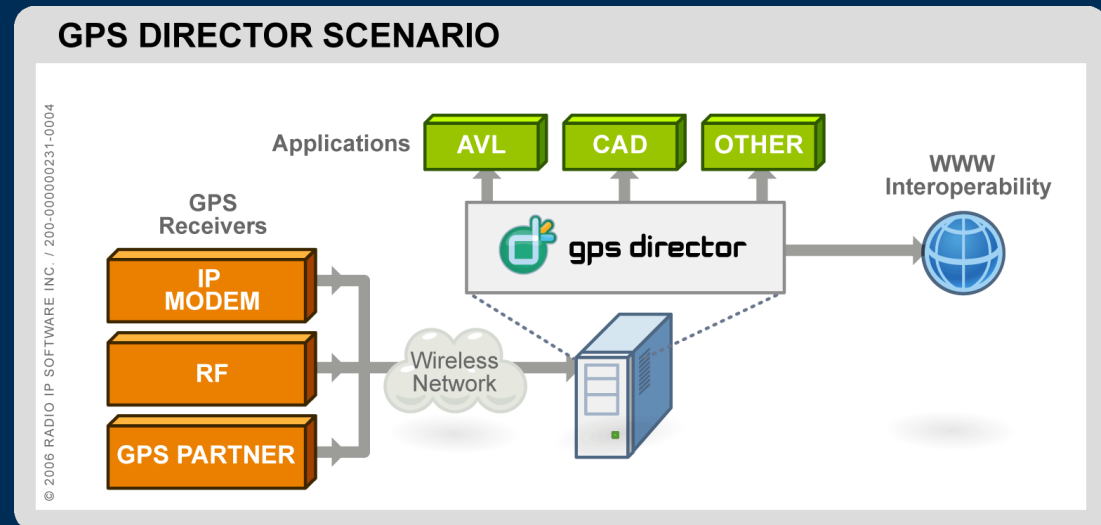 GPS DIRECTOR SCENARIO
© 2006 RADIO IP SOFTWARE INC. / 200-000000231-0004
Applications
AVL
CAD
OTHER
WWW
Interoperability
GPS
Receivers
gps director
IP
MODEM
RF
Wireless
Network
GPS PARTNER